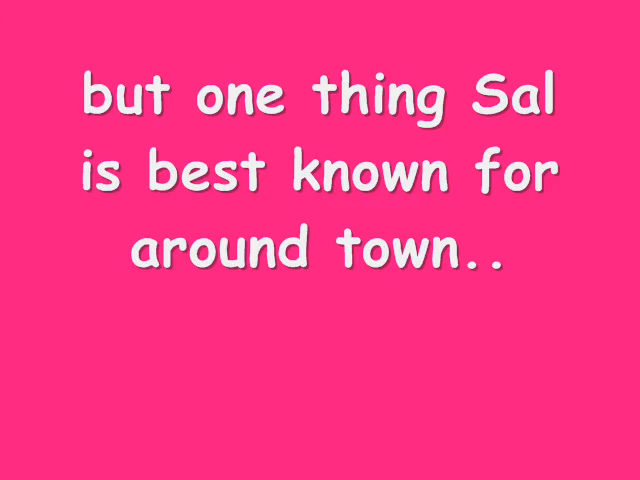 but one thing Sal
is best known for
around town..